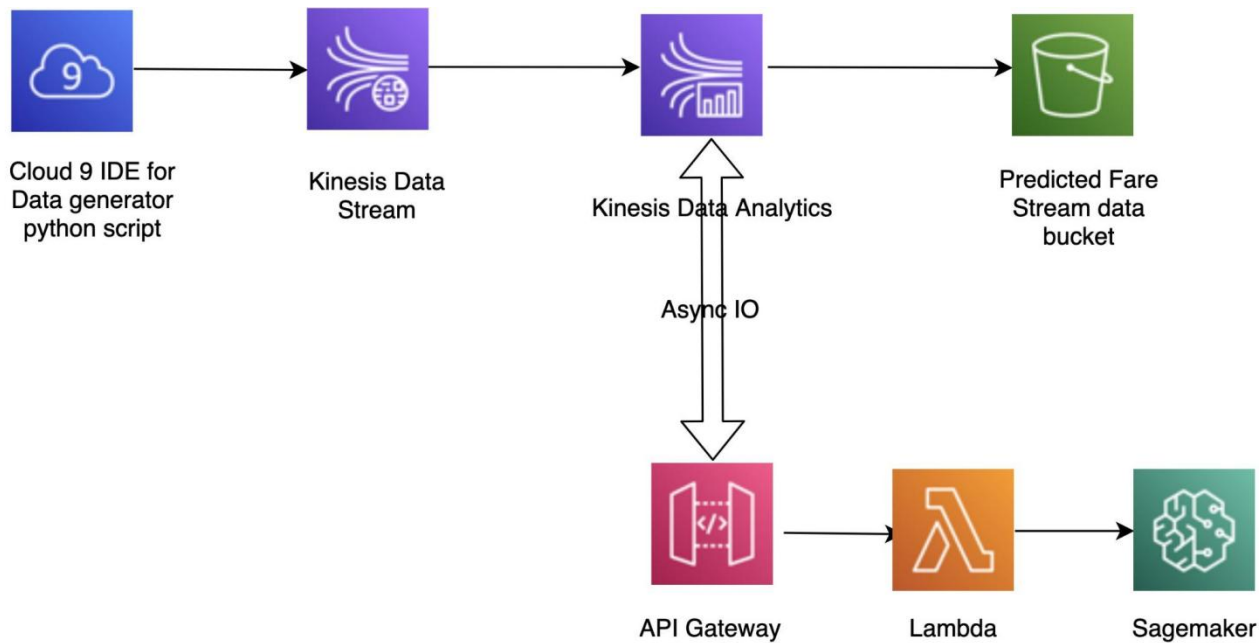 9
Cloud 9 IDE for
Data generator
python script
Kinesis Data
Stream
Kinesis Data Analytics
Predicted Fare
Stream data
bucket
Async IO
</>
API Gateway
Lambda
Sagemaker